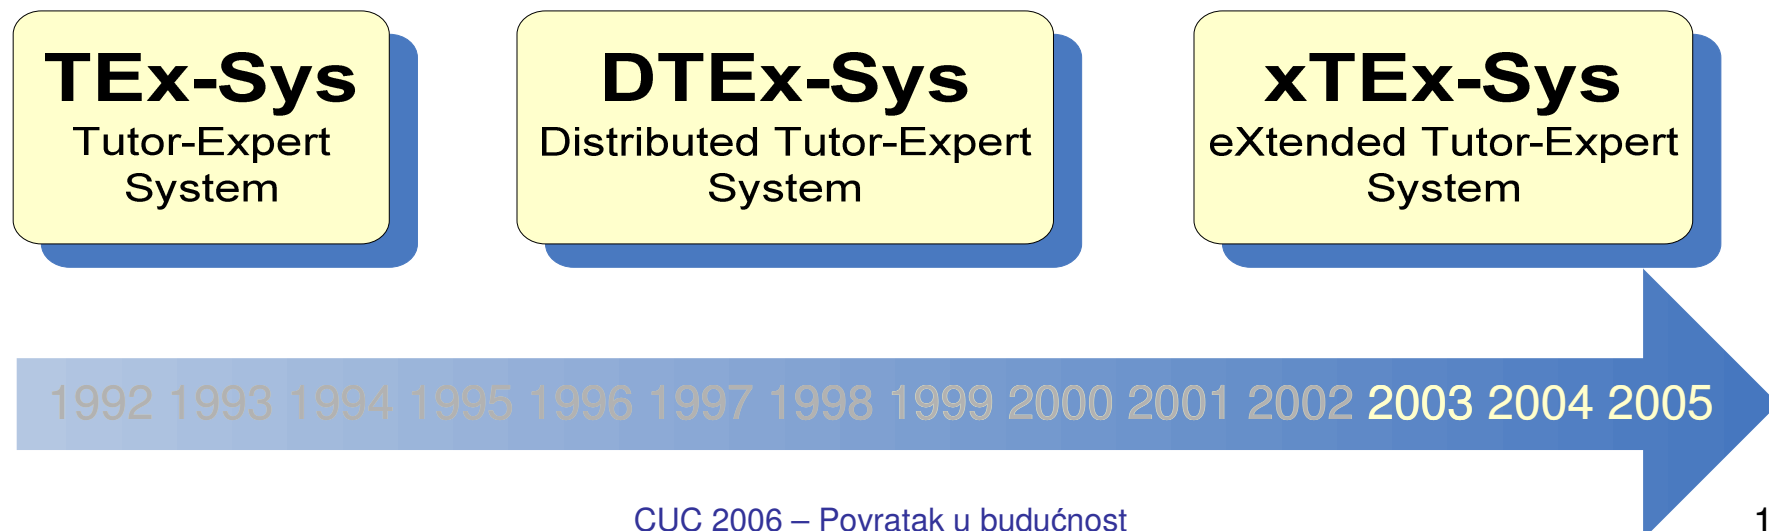 TEx-Sys
Tutor-Expert
System
DTEx-Sys
Distributed Tutor-Expert
System
xTEx-Sys
eXtended Tutor-Expert
System
1992 1993 1994 1995 1996 1997 1998 1999 2000 2001 2002 2003 2004 2005
CUC 2006 – Povratak u budućnost
1